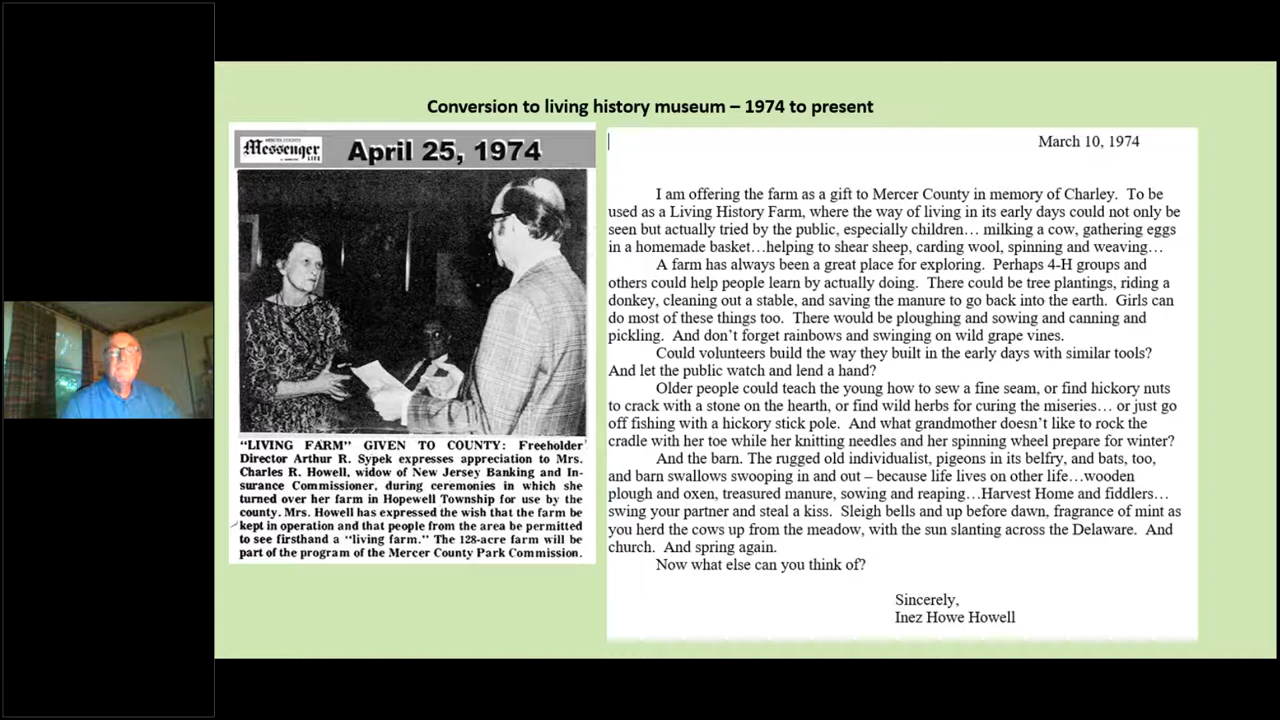 Conversion to living history museum – 1974 to present
Messenger
LIFE
April 25, 1974
"LIVING FARM" GIVEN TO COUNTY: Freeholder
Director Arthur R. Sypek expresses appreciation to Mrs.
Charles R. Howell, widow of New Jersey Banking and In-
surance Commissioner, during ceremonies in which she
turned over her farm in Hopewell Township for use by the
county. Mrs. Howell has expressed the wish that the farm be
kept in operation and that people from the area be permitted
to see firsthand a "living farm." The 128-acre farm will be
part of the program of the Mercer County Park Commission.
March 10, 1974
I am offering the farm as a gift to Mercer County in memory of Charley. To be
used as a Living History Farm, where the way of living in its early days could not only be
seen but actually tried by the public, especially children… milking a cow, gathering eggs
in a homemade basket…helping to shear sheep, carding wool, spinning and weaving…
A farm has always been a great place for exploring. Perhaps 4-H groups and
others could help people learn by actually doing. There could be tree plantings, riding a
donkey, cleaning out a stable, and saving the manure to go back into the earth. Girls can
do most of these things too. There would be ploughing and sowing and canning and
pickling. And don't forget rainbows and swinging on wild grape vines.
Could volunteers build the way they built in the early days with similar tools?
And let the public watch and lend a hand?
Older people could teach the young how to sew a fine seam, or find hickory nuts
to crack with a stone on the hearth, or find wild herbs for curing the miseries… or just go
off fishing with a hickory stick pole. And what grandmother doesn't like to rock the
cradle with her toe while her knitting needles and her spinning wheel prepare for winter?
And the barn. The rugged old individualist, pigeons in its belfry, and bats, too,
and barn swallows swooping in and out – because life lives on other life…wooden
plough and oxen, treasured manure, sowing and reaping…Harvest Home and fiddlers…
swing your partner and steal a kiss. Sleigh bells and up before dawn, fragrance of mint as
you herd the cows up from the meadow, with the sun slanting across the Delaware. And
church. And spring again.
Now what else can you think of?
Sincerely,
Inez Howe Howell